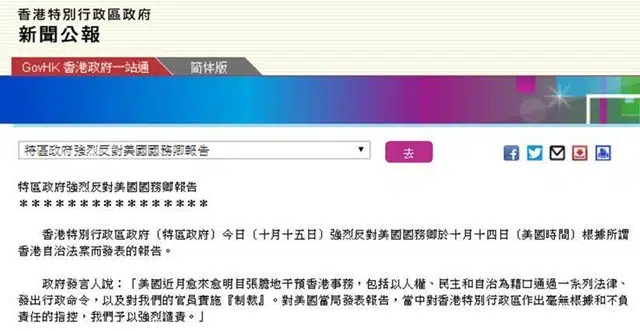 香港特別行政區政府
新聞公報
GovHK 香港政府一站通
简体版
特區政府強烈反對美國國務卿報告
去
特區政府強烈反對美國國務卿報告
****************
香港特別行政區政府（特區政府）今日（十月十五日）強烈反對美國國務卿於十月十四日（美國時間）根據所謂
香港自治法案而發表的報告。
政府發言人說：「美國近月愈來愈明目張膽地干預香港事務，包括以人權、民主和自治為藉口通過一系列法律、
發出行政命令，以及對我們的官員實施『制裁』。對美國當局發表報告，當中對香港特別行政區作出毫無根據和不負
責任的指控，我們予以強烈譴責。」